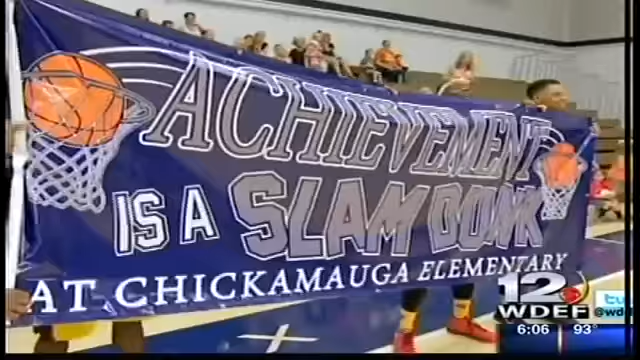 ACHIEVEMENT
IS A SLAM DUNK
AT CHICKAMAUGA ELEMENTARY
12
WDEF
6:06 93°